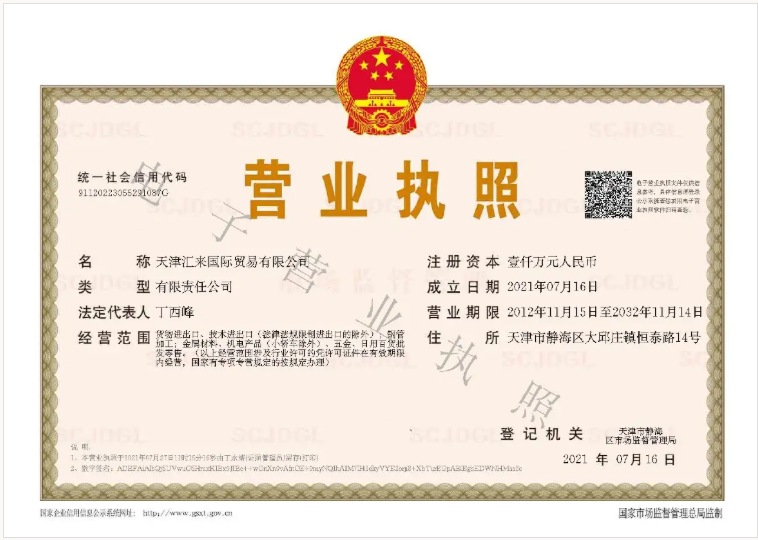 统一社会信用代码
91120223055291087G
营业执照
电子营业执照文件仅供信
名 称 天津汇来国际贸易有限公司
类 型 有限责任公司
法定代表人 丁西峰
经营范围 货物进出口、技术进出口（法律法规限制进出口的除外）；钢管
加工；金属材料、机电产品（小轿车除外）、五金、日用百货批
发零售。（以上经营范围涉及行业许可的凭许可证件在有效期限
内经营，国家有专项专营规定的按规定办理）
注册资本 壹仟万元人民币
成立日期 2021年07月16日
营业期限 2012年11月15日至2032年11月14日
住 所 天津市静海区大邱庄镇恒泰路14号
电子营业执照
登记机关 天津市静海
区市场监督管理局
2021 年 07月16 日
说明
SCJDGL
国家企业信用信息公示系统网址： http://www.gsxt.gov.cn
国家市场监督管理总局监制